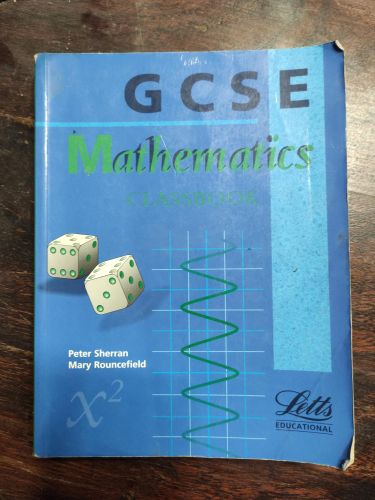 GCSE
Mathematics
CLASSBOOK
Peter Sherran
Mary Rouncefield
x²
Letts
EDUCATIONAL